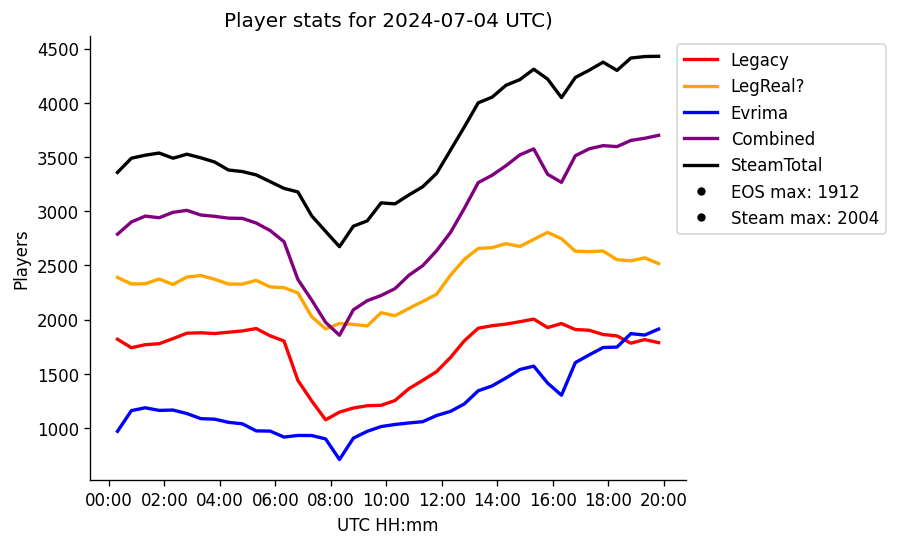 Player stats for 2024-07-04 UTC)
4500
4000
3500
3000
2500
2000
1500
1000
Players
00:00 02:00 04:00 06:00 08:00 10:00 12:00 14:00 16:00 18:00 20:00
UTC HH:mm
Legacy
LegReal?
Evrima
Combined
SteamTotal
EOS max: 1912
Steam max: 2004